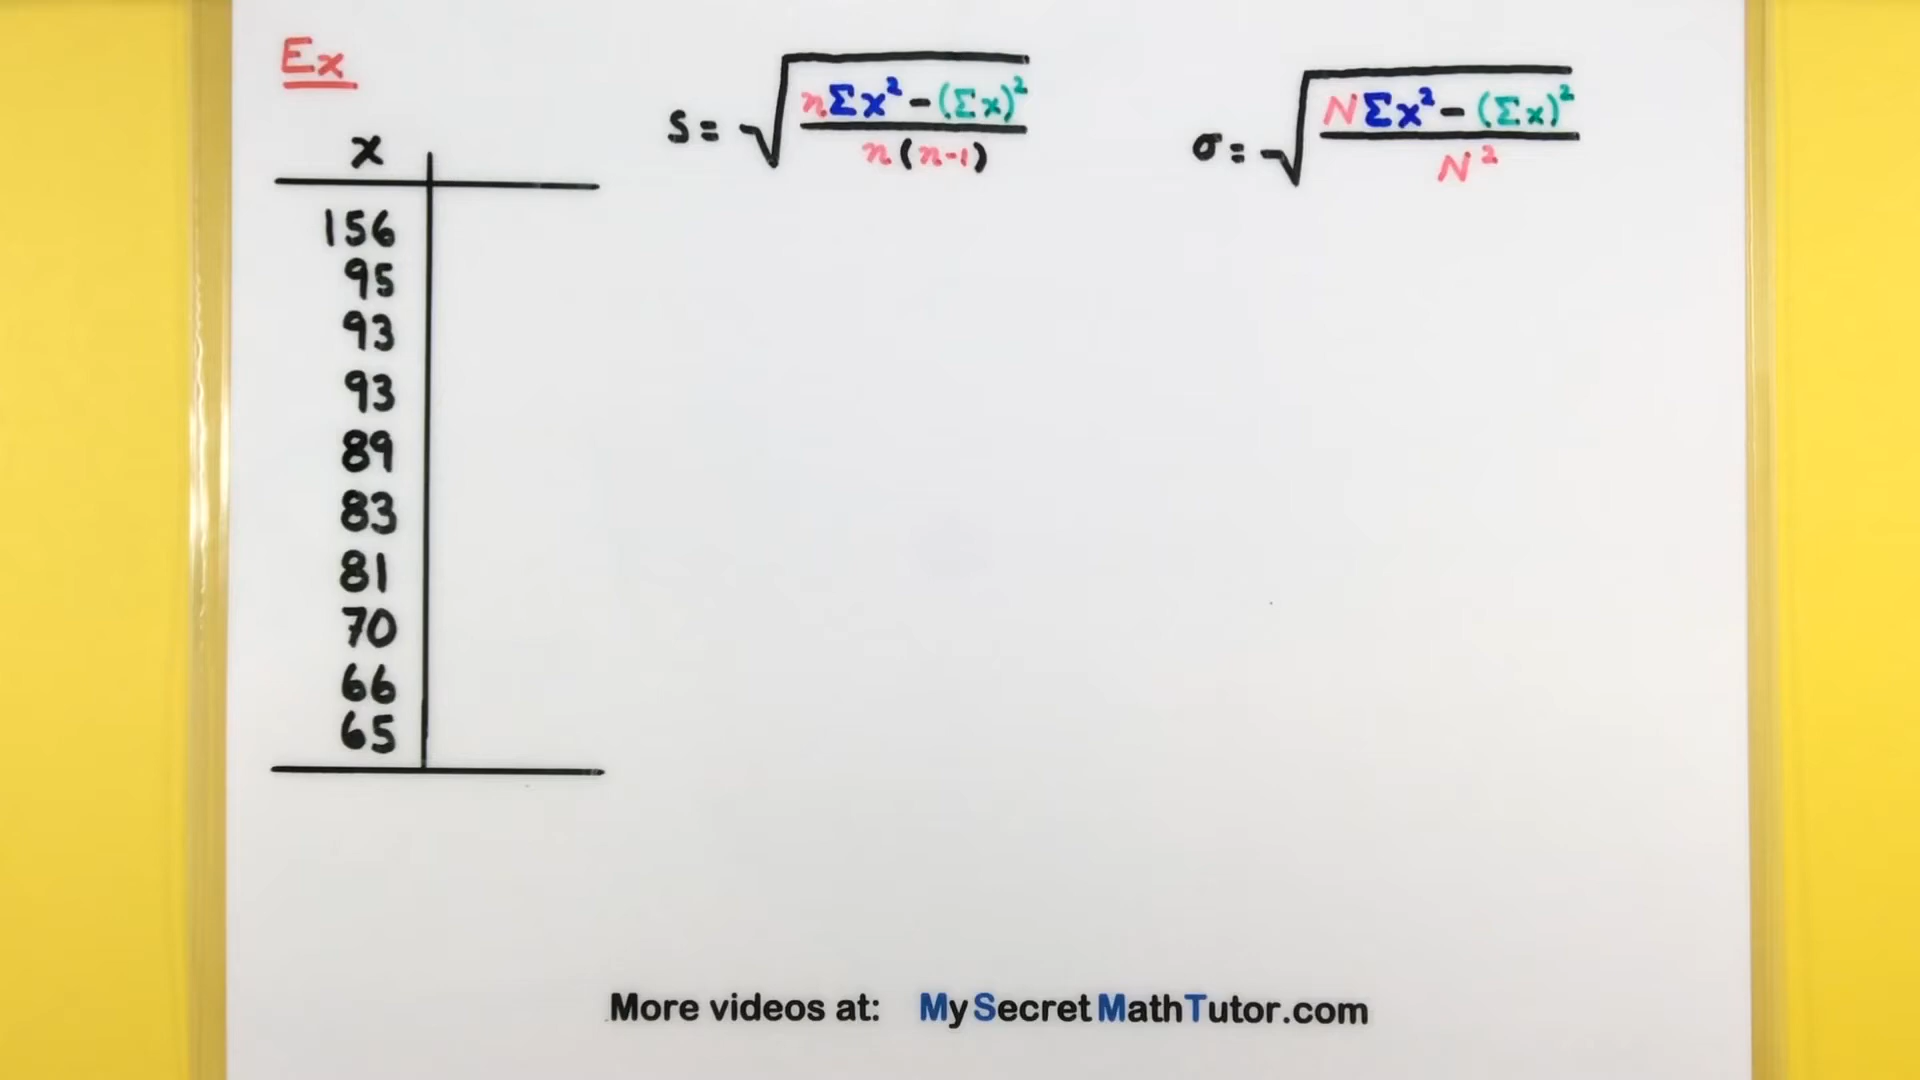 Ex
x
156
95
93
93
89
83
81
70
66
65
s = √((nΣx² - (Σx)²) / (n(n-1)))
σ = √((NΣx² - (Σx)²) / N²)
More videos at: MySecretMathTutor.com